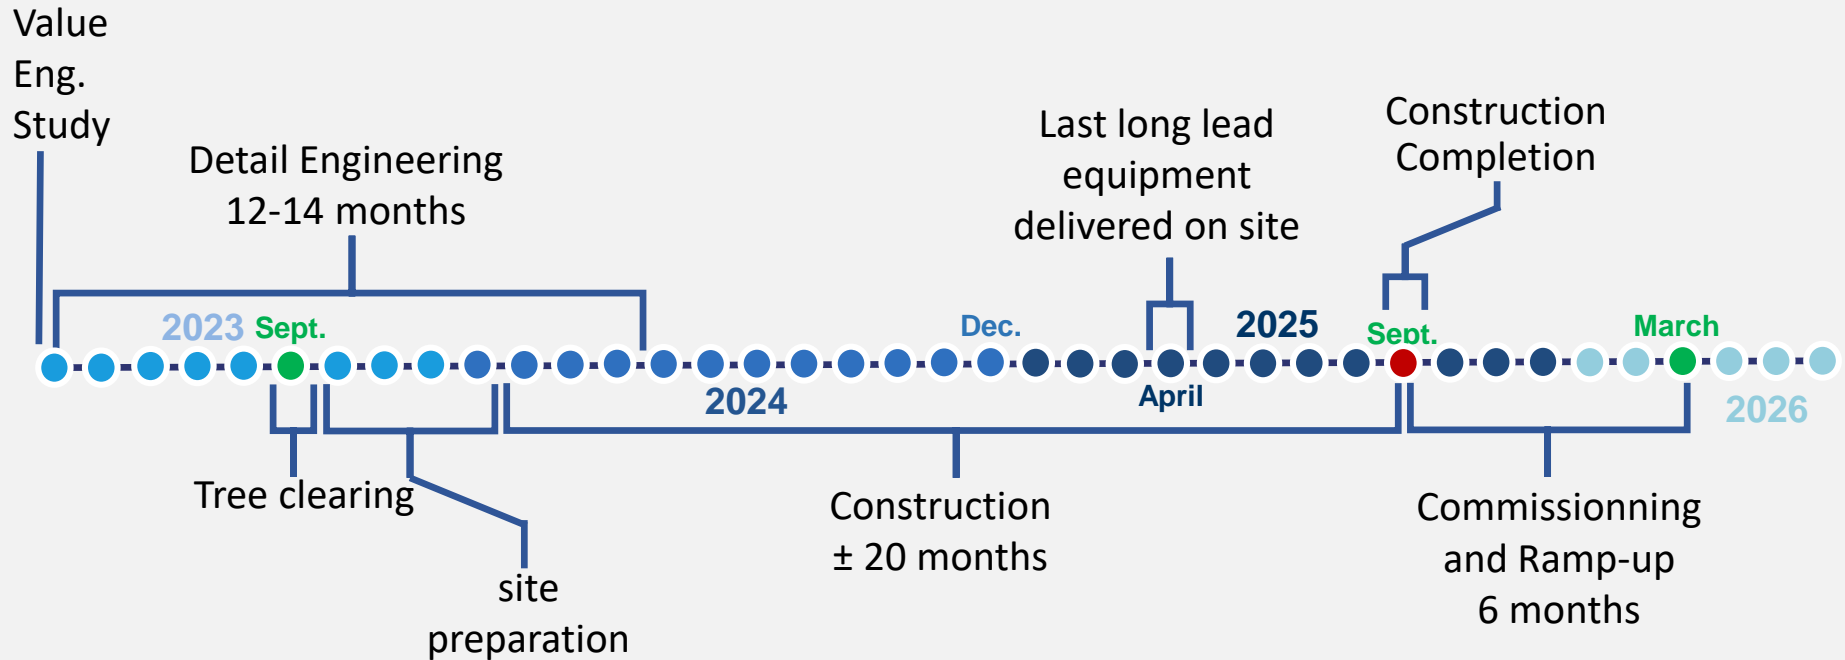 Value
Eng.
Study
Detail Engineering
12-14 months
Last long lead
equipment
delivered on site
Construction
Completion
2023 Sept.
Dec.
2025
Sept.
March
2024
April
2026
Tree clearing
site
preparation
Construction
± 20 months
Commissionning
and Ramp-up
6 months